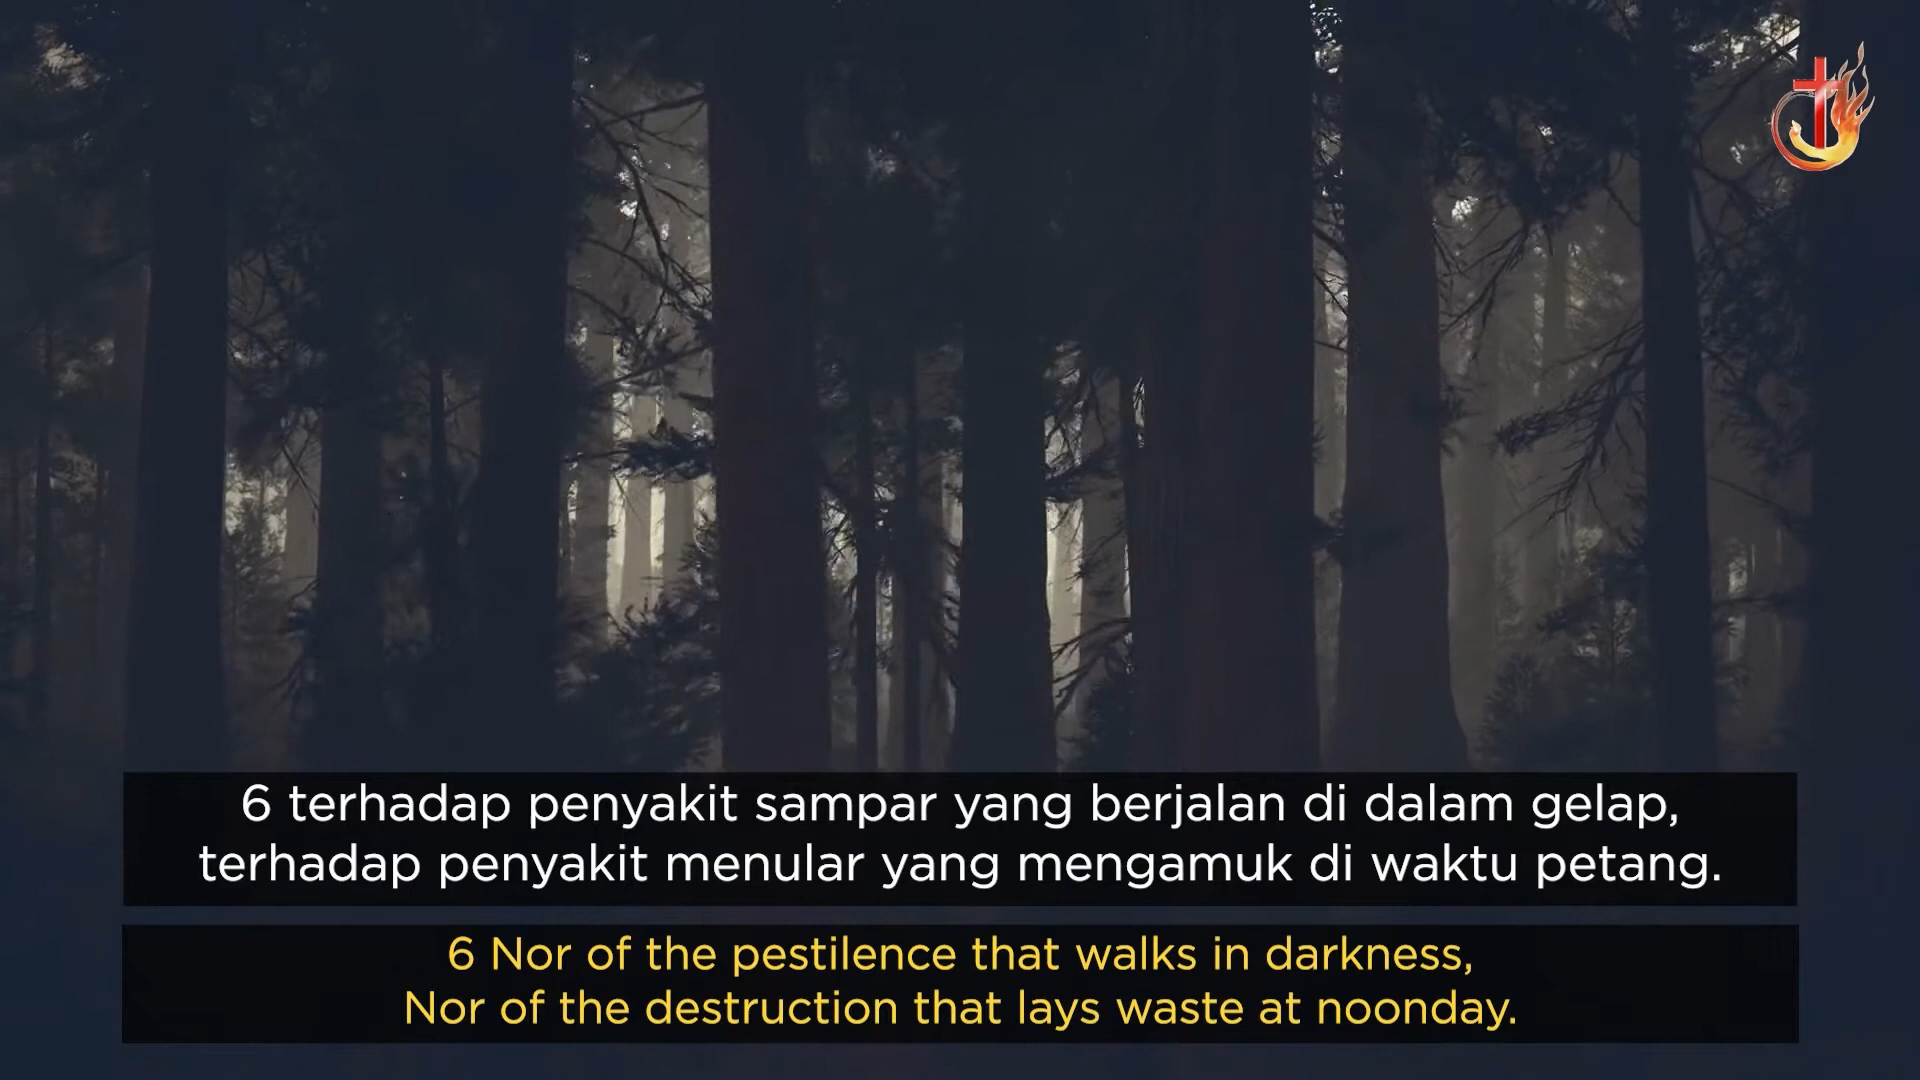 6 terhadap penyakit sampar yang berjalan di dalam gelap,
terhadap penyakit menular yang mengamuk di waktu petang.
6 Nor of the pestilence that walks in darkness,
Nor of the destruction that lays waste at noonday.